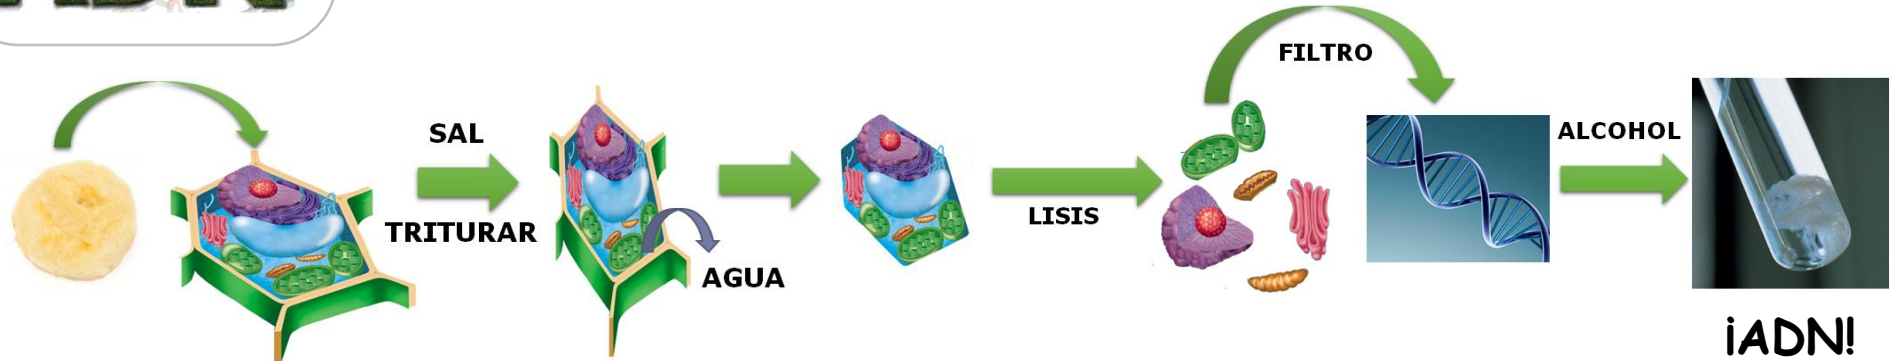 SAL
TRITURAR
AGUA
LISIS
FILTRO
ALCOHOL
¡ADN!